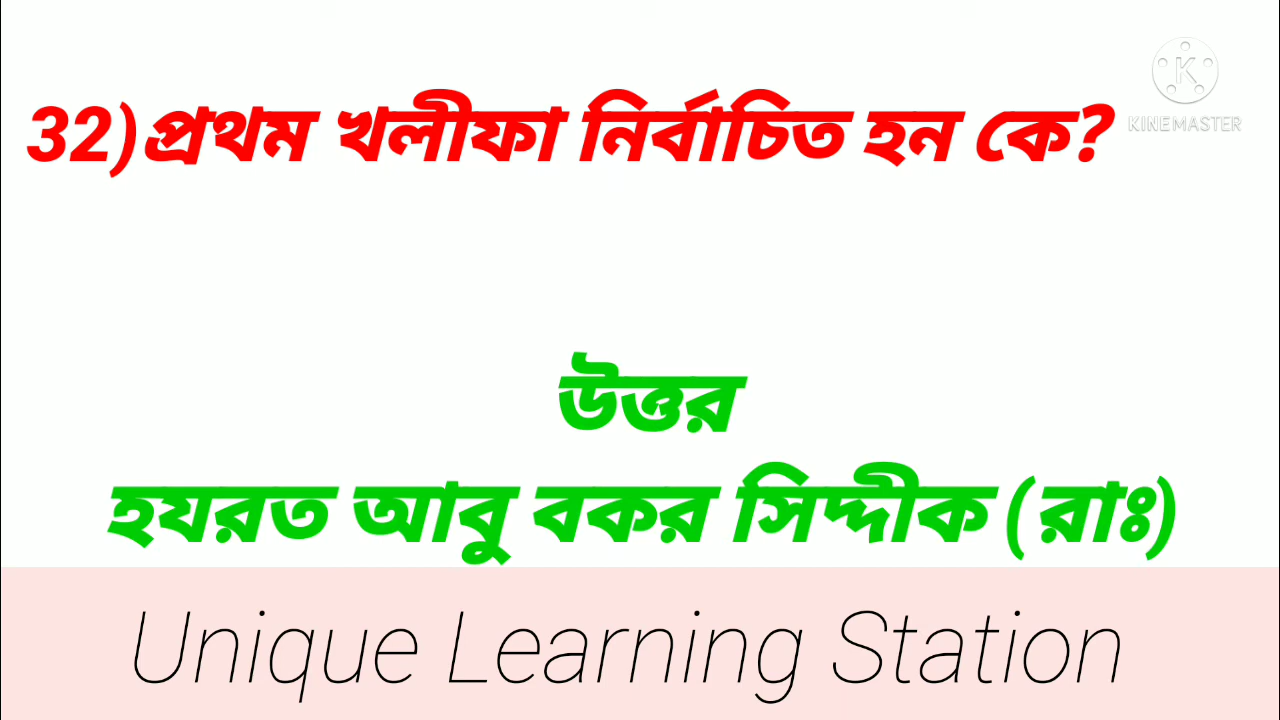 32)প্রথম খলীফা নির্বাচিত হন কে?
K
KINEMASTER
উত্তর
হযরত আবু বকর সিদ্দীক (রাঃ)
Unique Learning Station